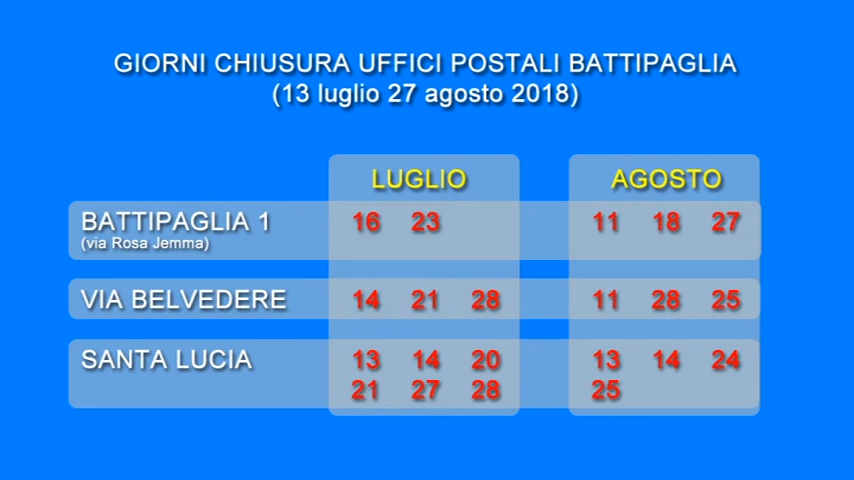 GIORNI CHIUSURA UFFICI POSTALI BATTIPAGLIA
(13 luglio 27 agosto 2018)
LUGLIO AGOSTO
BATTIPAGLIA 1 16 23 11 18 27
(via Rosa Jemma)
VIA BELVEDERE 14 21 28 11 28 25
SANTA LUCIA 13 14 20 13 14 24
21 27 28 25